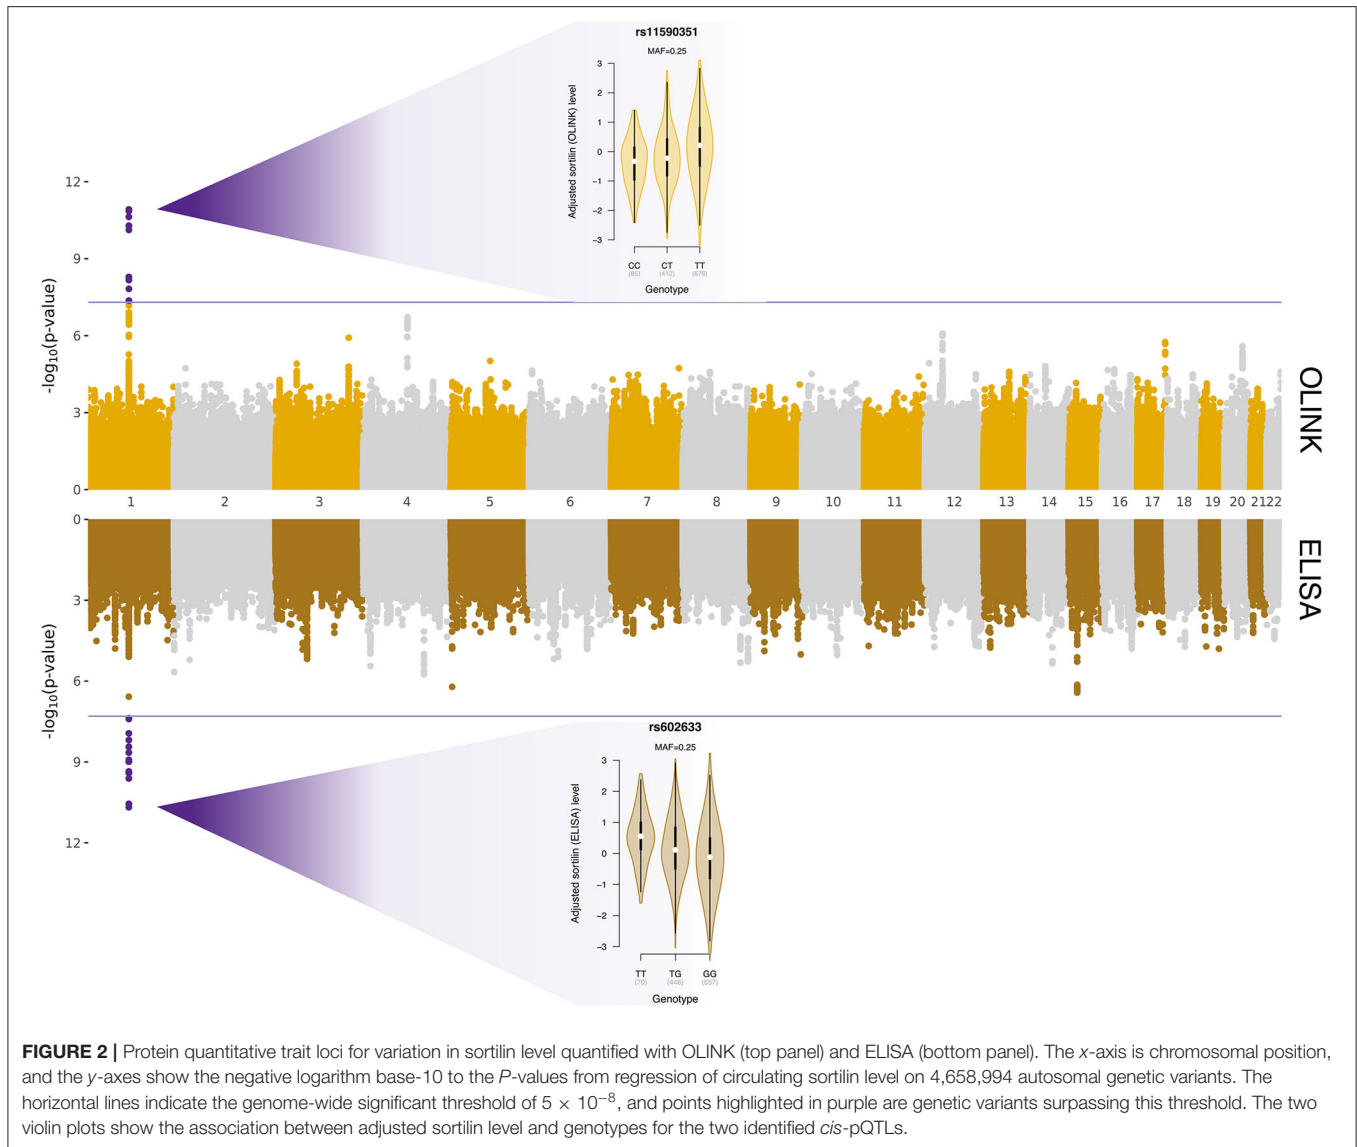 rs11590351
MAF=0.25
Adjusted sortilin (OLINK) level
3
2
1
0
−1
−2
−3
CC CT TT
(85) (412) (676)
Genotype
-log10(p-value)
12
9
6
3
0
OLINK
1 2 3 4 5 6 7 8 9 10 11 12 13 14 15 16 17 18 19 20 21 22
ELISA
-log10(p-value)
0
3
6
9
12
rs602633
MAF=0.25
Adjusted sortilin (ELISA) level
3
2
1
0
−1
−2
−3
TT TG GG
(70) (446) (657)
Genotype
FIGURE 2 | Protein quantitative trait loci for variation in sortilin level quantified with OLINK (top panel) and ELISA (bottom panel). The x-axis is chromosomal position,
and the y-axes show the negative logarithm base-10 to the P-values from regression of circulating sortilin level on 4,658,994 autosomal genetic variants. The
horizontal lines indicate the genome-wide significant threshold of 5 × 10−8, and points highlighted in purple are genetic variants surpassing this threshold. The two
violin plots show the association between adjusted sortilin level and genotypes for the two identified cis-pQTLs.